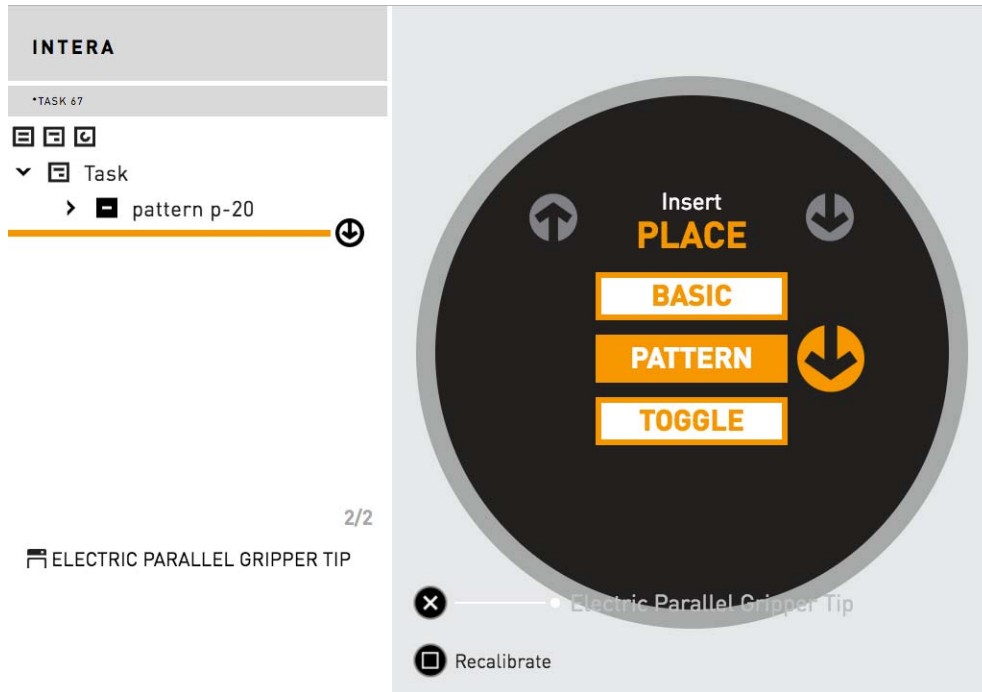 INTERA
*TASK 67
Task
pattern p-20
2/2
ELECTRIC PARALLEL GRIPPER TIP
Insert
PLACE
BASIC
PATTERN
TOGGLE
Electric Parallel Gripper Tip
Recalibrate